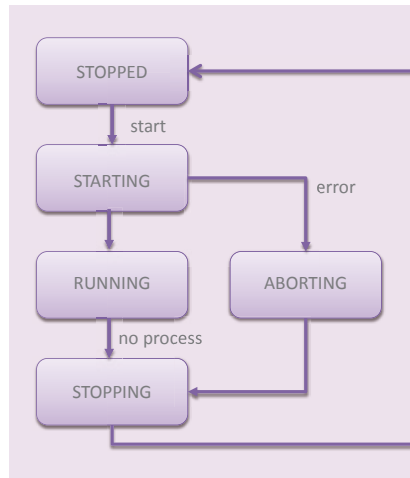 STOPPED
start
STARTING
error
RUNNING
ABORTING
no process
STOPPING